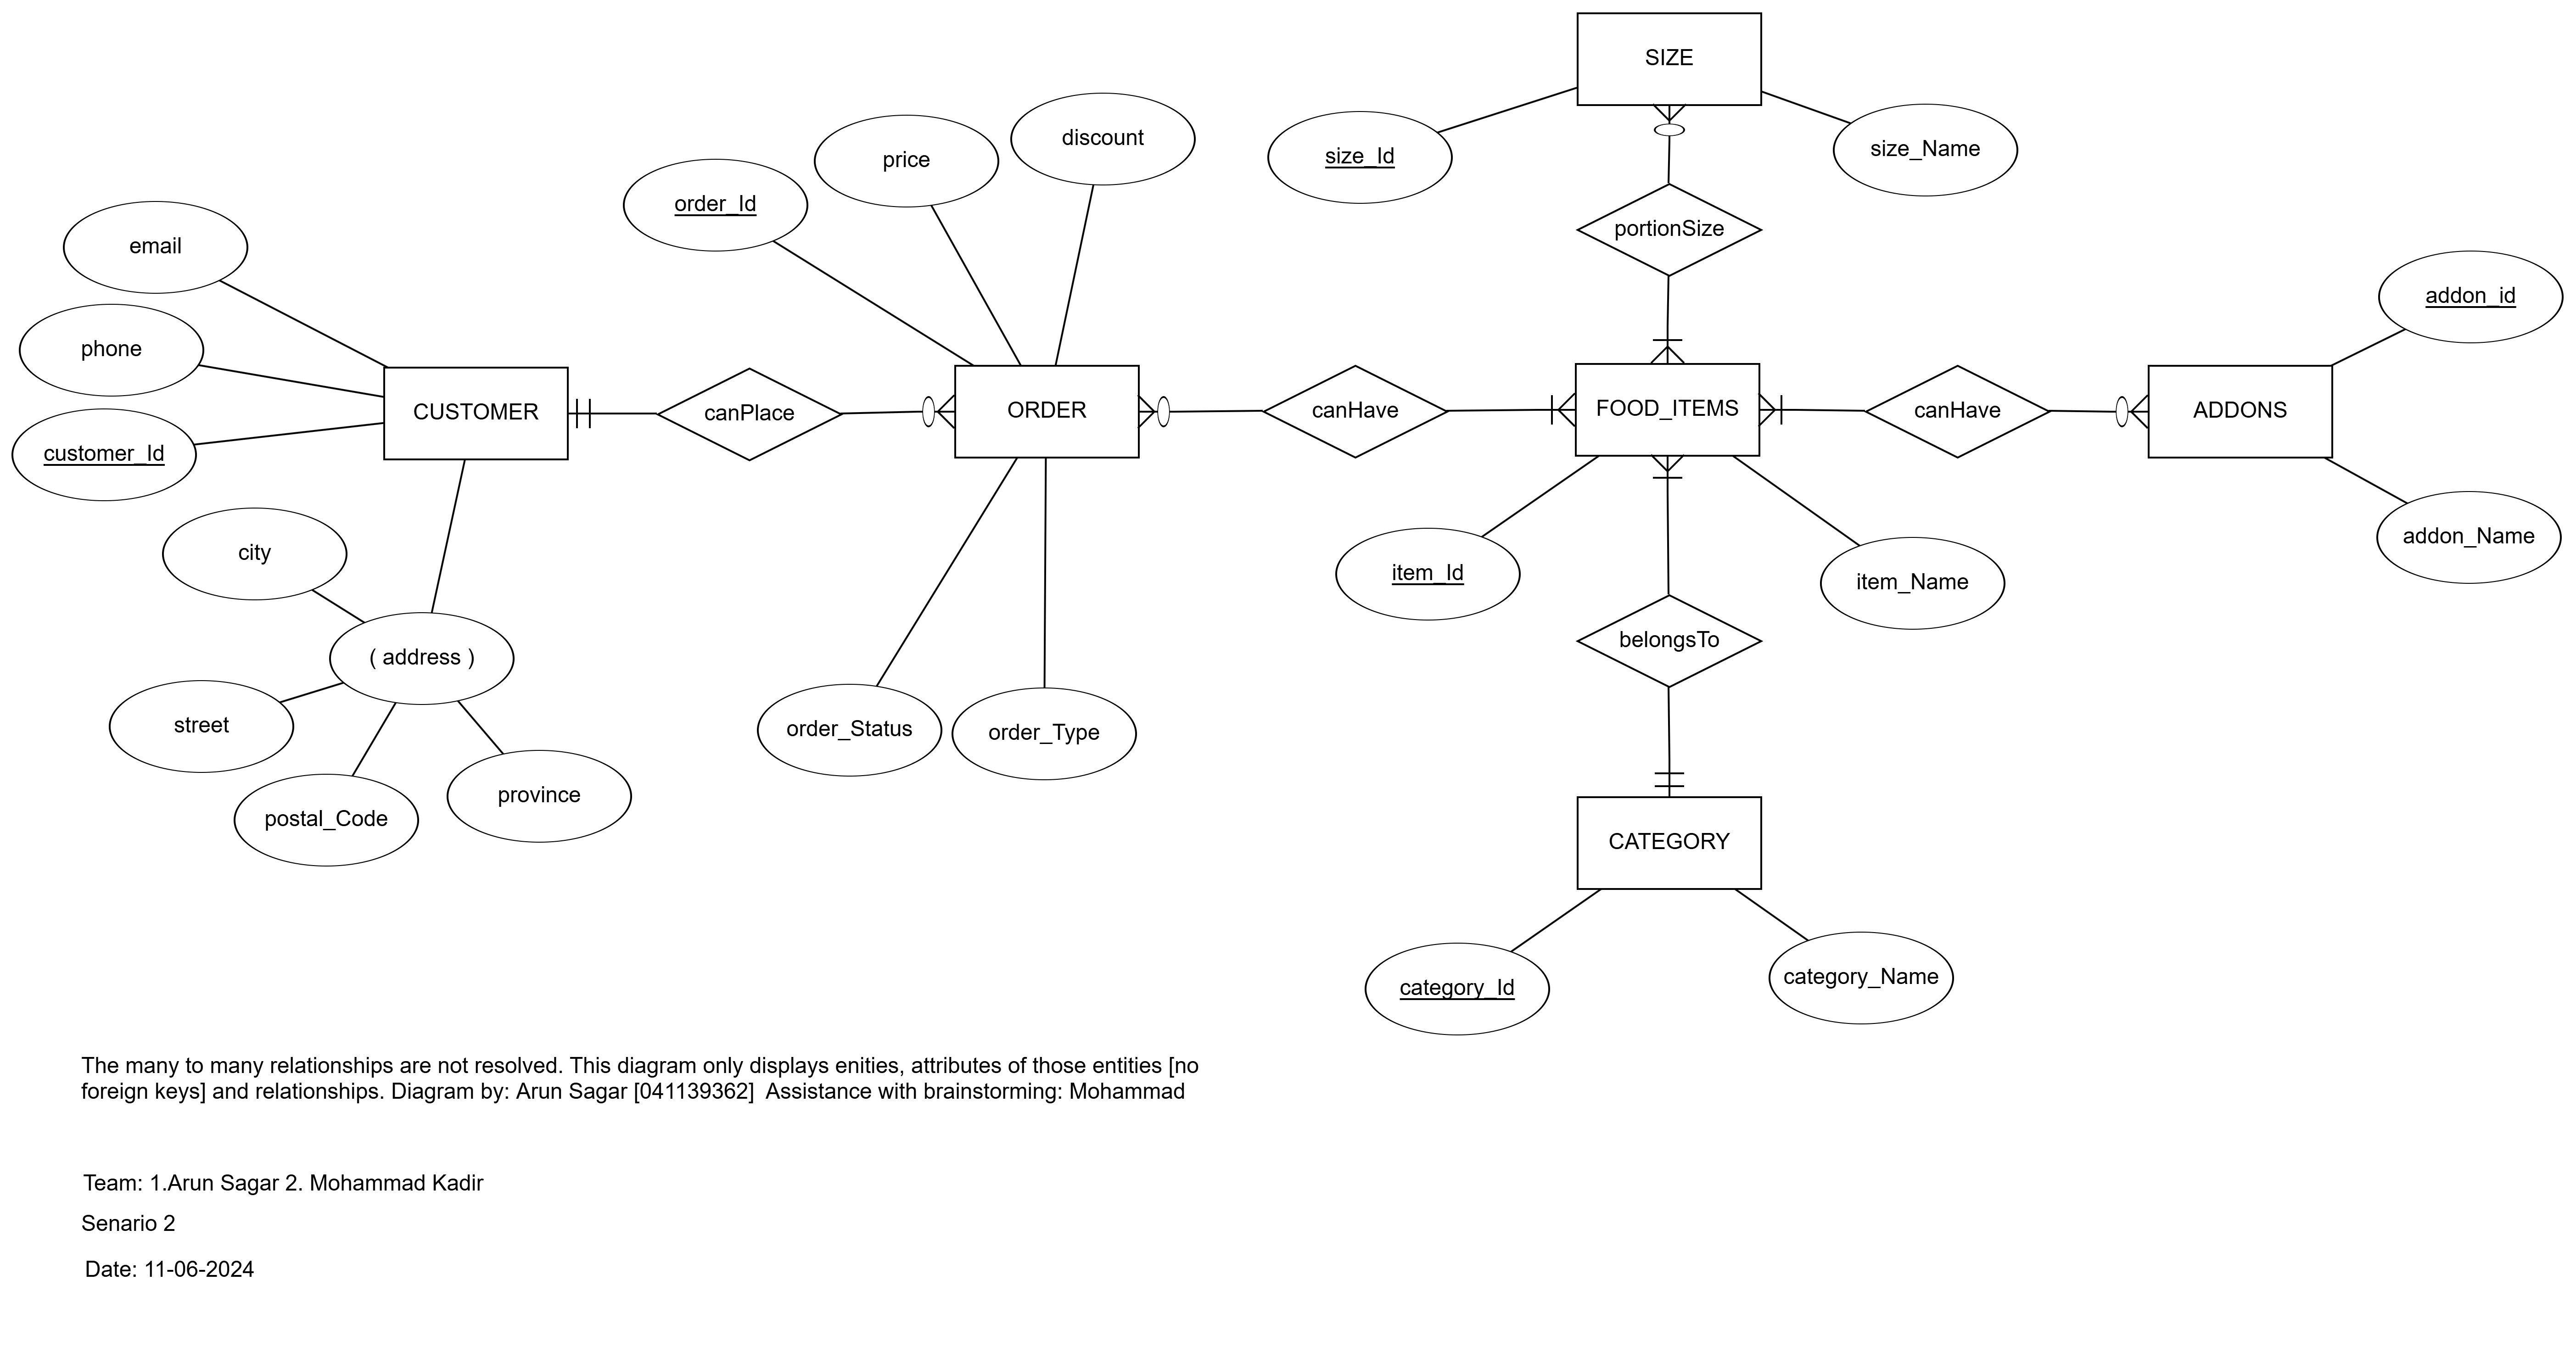 SIZE
discount
size_Name
size_Id
price
order_Id
portionSize
email
addon_id
phone
CUSTOMER
canPlace
ORDER
canHave
FOOD_ITEMS
canHave
ADDONS
customer_Id
addon_Name
city
item_Id
item_Name
belongsTo
( address )
street
order_Status
order_Type
province
postal_Code
CATEGORY
category_Id
category_Name
The many to many relationships are not resolved. This diagram only displays enities, attributes of those entities [no
foreign keys] and relationships. Diagram by: Arun Sagar [041139362]  Assistance with brainstorming: Mohammad
Team: 1.Arun Sagar 2. Mohammad Kadir
Senario 2
Date: 11-06-2024